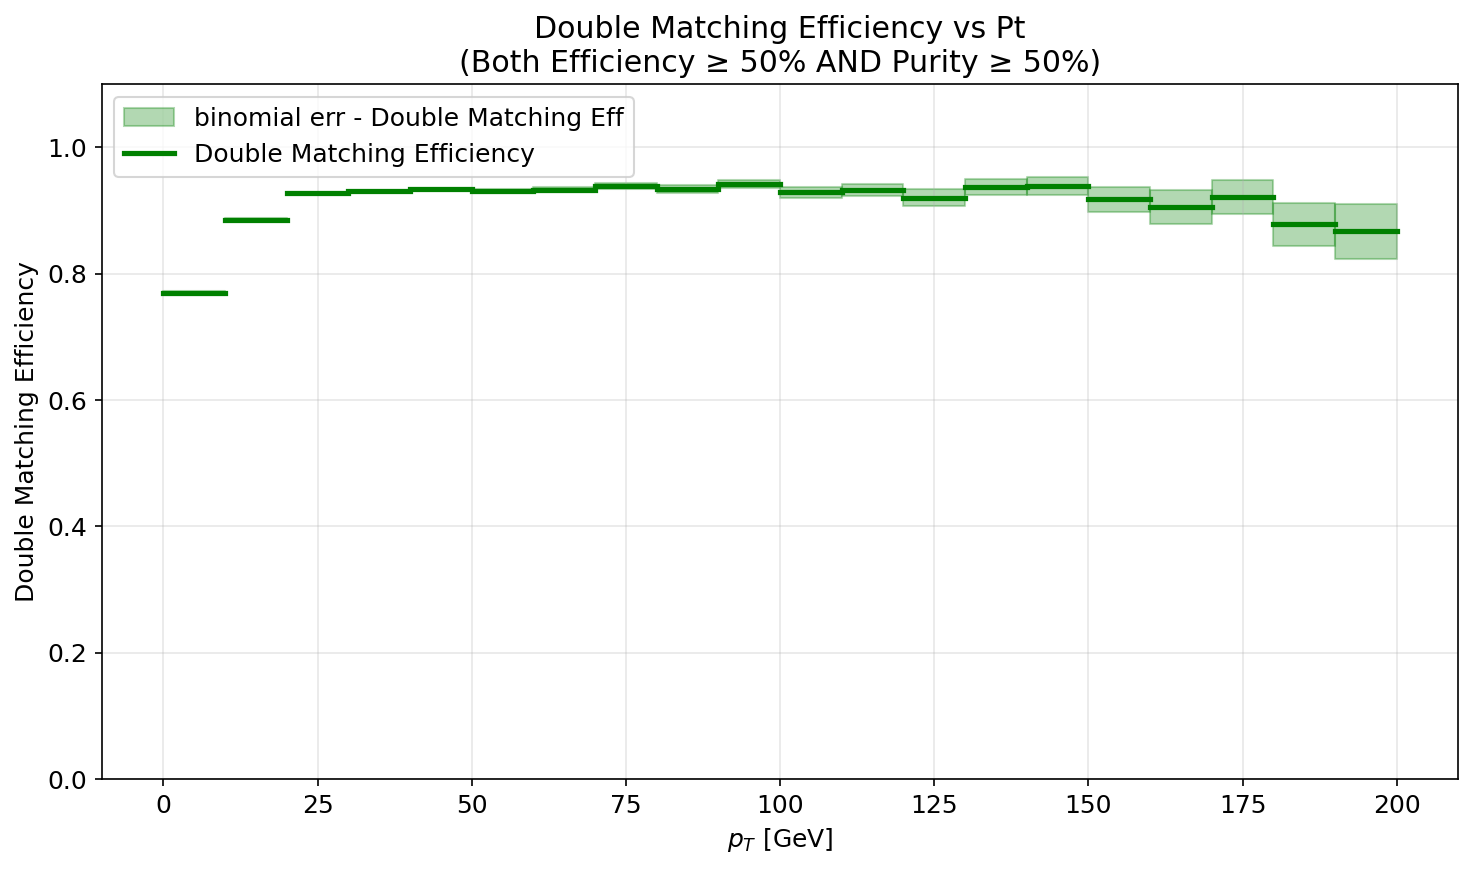 Double Matching Efficiency vs Pt
(Both Efficiency ≥ 50% AND Purity ≥ 50%)
binomial err - Double Matching Eff
Double Matching Efficiency
Double Matching Efficiency
1.0
0.8
0.6
0.4
0.2
0.0
0 25 50 75 100 125 150 175 200
p_T [GeV]